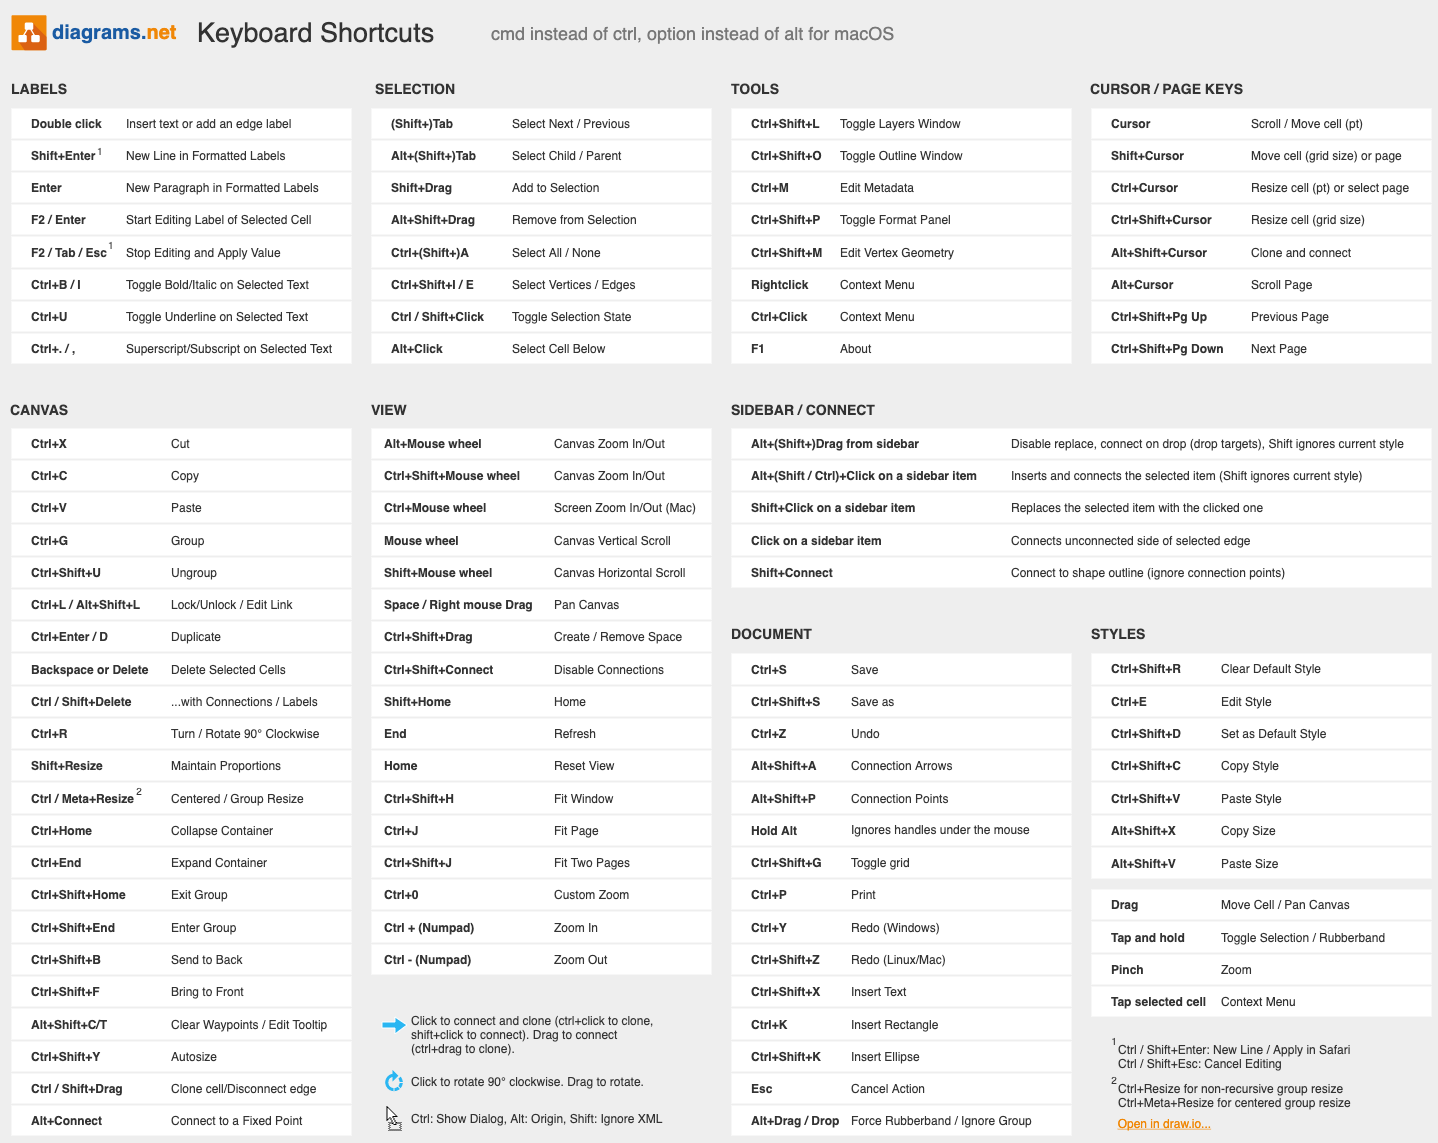 diagrams.net Keyboard Shortcuts cmd instead of ctrl, option instead of alt for macOS
LABELS
Double click Insert text or add an edge label
Shift+Enter 1 New Line in Formatted Labels
Enter New Paragraph in Formatted Labels
F2 / Enter Start Editing Label of Selected Cell
F2 / Tab / Esc 1 Stop Editing and Apply Value
Ctrl+B / I Toggle Bold/Italic on Selected Text
Ctrl+U Toggle Underline on Selected Text
Ctrl+. / , Superscript/Subscript on Selected Text
SELECTION
(Shift+)Tab Select Next / Previous
Alt+(Shift+)Tab Select Child / Parent
Shift+Drag Add to Selection
Alt+Shift+Drag Remove from Selection
Ctrl+(Shift+)A Select All / None
Ctrl+Shift+I / E Select Vertices / Edges
Ctrl / Shift+Click Toggle Selection State
Alt+Click Select Cell Below
TOOLS
Ctrl+Shift+L Toggle Layers Window
Ctrl+Shift+O Toggle Outline Window
Ctrl+M Edit Metadata
Ctrl+Shift+P Toggle Format Panel
Ctrl+Shift+M Edit Vertex Geometry
Rightclick Context Menu
Ctrl+Click Context Menu
F1 About
CURSOR / PAGE KEYS
Cursor Scroll / Move cell (pt)
Shift+Cursor Move cell (grid size) or page
Ctrl+Cursor Resize cell (pt) or select page
Ctrl+Shift+Cursor Resize cell (grid size)
Alt+Shift+Cursor Clone and connect
Alt+Cursor Scroll Page
Ctrl+Shift+Pg Up Previous Page
Ctrl+Shift+Pg Down Next Page
CANVAS
Ctrl+X Cut
Ctrl+C Copy
Ctrl+V Paste
Ctrl+G Group
Ctrl+Shift+U Ungroup
Ctrl+L / Alt+Shift+L Lock/Unlock / Edit Link
Ctrl+Enter / D Duplicate
Backspace or Delete Delete Selected Cells
Ctrl / Shift+Delete ...with Connections / Labels
Ctrl+R Turn / Rotate 90° Clockwise
Shift+Resize Maintain Proportions
Ctrl / Meta+Resize 2 Centered / Group Resize
Ctrl+Home Collapse Container
Ctrl+End Expand Container
Ctrl+Shift+Home Exit Group
Ctrl+Shift+End Enter Group
Ctrl+Shift+B Send to Back
Ctrl+Shift+F Bring to Front
Alt+Shift+C/T Clear Waypoints / Edit Tooltip
Ctrl+Shift+Y Autosize
Ctrl / Shift+Drag Clone cell/Disconnect edge
Alt+Connect Connect to a Fixed Point
VIEW
Alt+Mouse wheel Canvas Zoom In/Out
Ctrl+Shift+Mouse wheel Canvas Zoom In/Out
Ctrl+Mouse wheel Screen Zoom In/Out (Mac)
Mouse wheel Canvas Vertical Scroll
Shift+Mouse wheel Canvas Horizontal Scroll
Space / Right mouse Drag Pan Canvas
Ctrl+Shift+Drag Create / Remove Space
Ctrl+Shift+Connect Disable Connections
Shift+Home Home
End Refresh
Home Reset View
Ctrl+Shift+H Fit Window
Ctrl+J Fit Page
Ctrl+Shift+J Fit Two Pages
Ctrl+0 Custom Zoom
Ctrl + (Numpad) Zoom In
Ctrl - (Numpad) Zoom Out
Click to connect and clone (ctrl+click to clone,
shift+click to connect). Drag to connect
(ctrl+drag to clone).
Click to rotate 90° clockwise. Drag to rotate.
Ctrl: Show Dialog, Alt: Origin, Shift: Ignore XML
SIDEBAR / CONNECT
Alt+(Shift+)Drag from sidebar Disable replace, connect on drop (drop targets), Shift ignores current style
Alt+(Shift / Ctrl)+Click on a sidebar item Inserts and connects the selected item (Shift ignores current style)
Shift+Click on a sidebar item Replaces the selected item with the clicked one
Click on a sidebar item Connects unconnected side of selected edge
Shift+Connect Connect to shape outline (ignore connection points)
DOCUMENT
Ctrl+S Save
Ctrl+Shift+S Save as
Ctrl+Z Undo
Alt+Shift+A Connection Arrows
Alt+Shift+P Connection Points
Hold Alt Ignores handles under the mouse
Ctrl+Shift+G Toggle grid
Ctrl+P Print
Ctrl+Y Redo (Windows)
Ctrl+Shift+Z Redo (Linux/Mac)
Ctrl+Shift+X Insert Text
Ctrl+K Insert Rectangle
Ctrl+Shift+K Insert Ellipse
Esc Cancel Action
Alt+Drag / Drop Force Rubberband / Ignore Group
STYLES
Ctrl+Shift+R Clear Default Style
Ctrl+E Edit Style
Ctrl+Shift+D Set as Default Style
Ctrl+Shift+C Copy Style
Ctrl+Shift+V Paste Style
Alt+Shift+X Copy Size
Alt+Shift+V Paste Size
Drag Move Cell / Pan Canvas
Tap and hold Toggle Selection / Rubberband
Pinch Zoom
Tap selected cell Context Menu
1 Ctrl / Shift+Enter: New Line / Apply in Safari
Ctrl / Shift+Esc: Cancel Editing
2 Ctrl+Resize for non-recursive group resize
Ctrl+Meta+Resize for centered group resize
Open in draw.io...